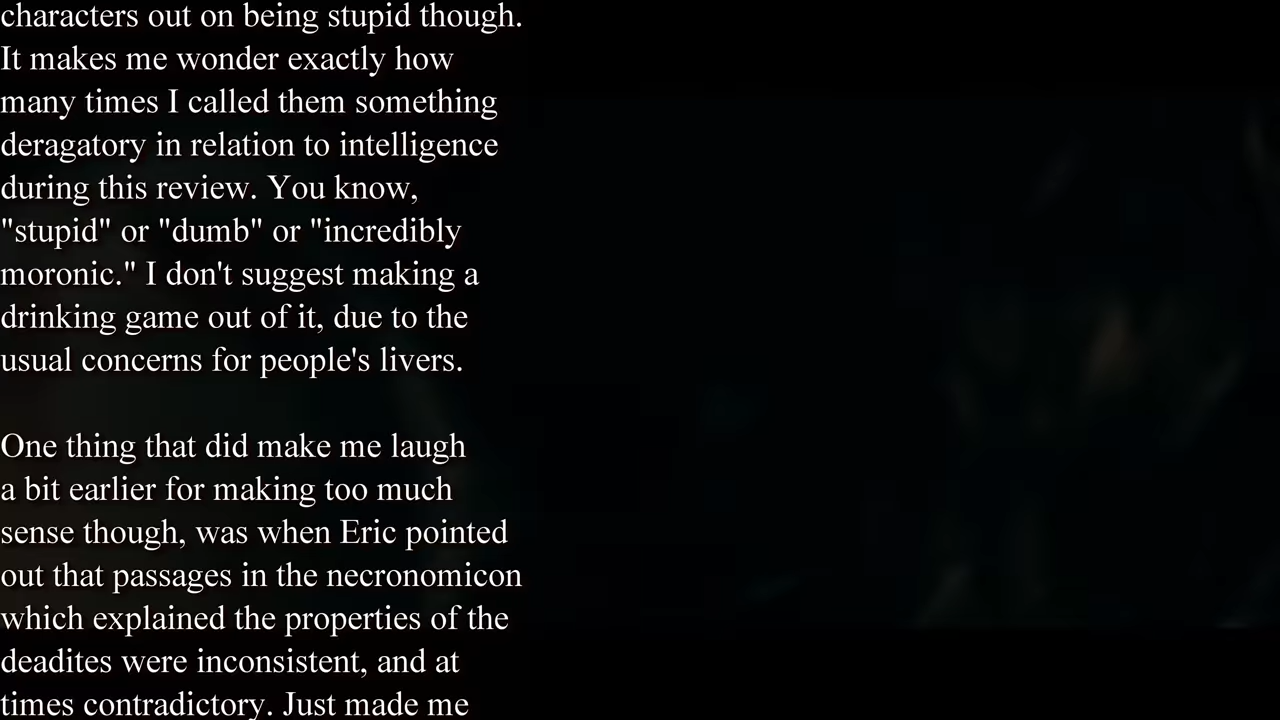 characters out on being stupid though.
It makes me wonder exactly how
many times I called them something
deragatory in relation to intelligence
during this review. You know,
"stupid" or "dumb" or "incredibly
moronic." I don't suggest making a
drinking game out of it, due to the
usual concerns for people's livers.
One thing that did make me laugh
a bit earlier for making too much
sense though, was when Eric pointed
out that passages in the necronomicon
which explained the properties of the
deadites were inconsistent, and at
times contradictory. Just made me